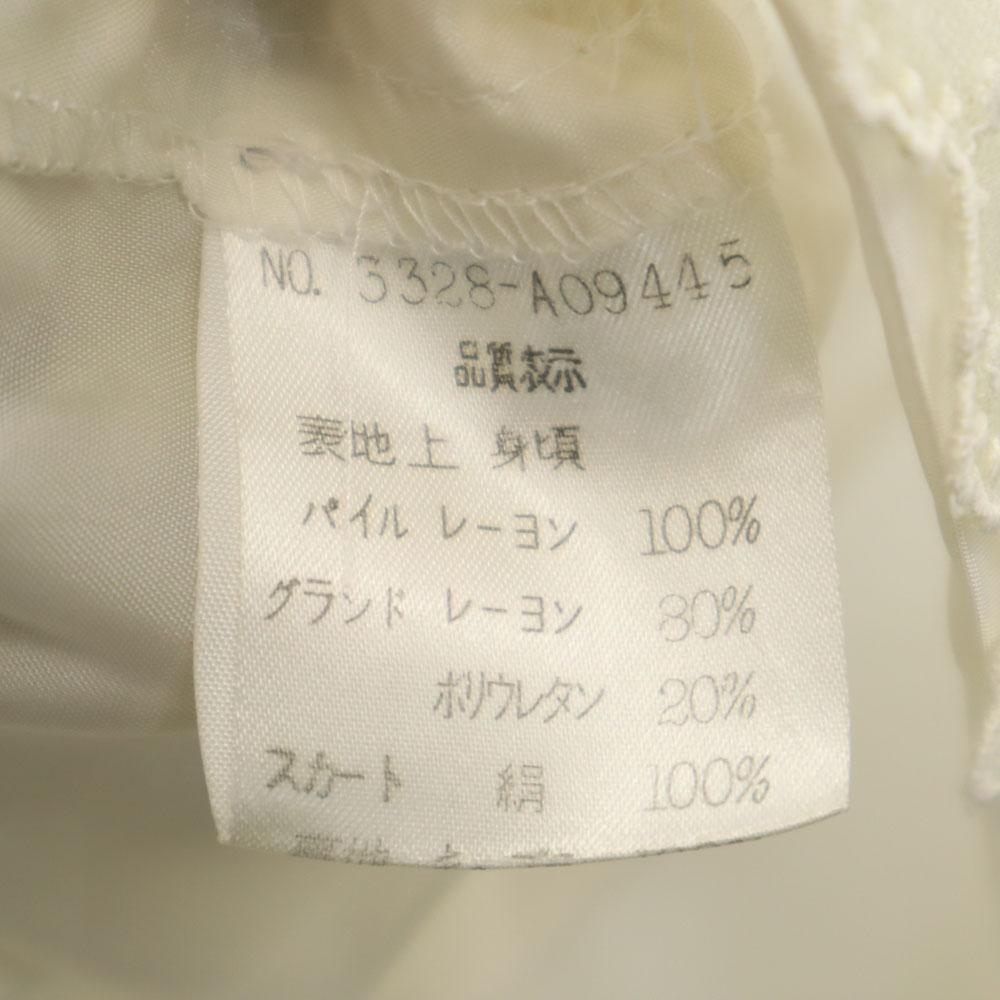 NO. 3328-A09445
品質表示
表地上 身頃
パイル レーヨン 100%
グランド レーヨン 80%
ポリウレタン 20%
スカート 絹 100%